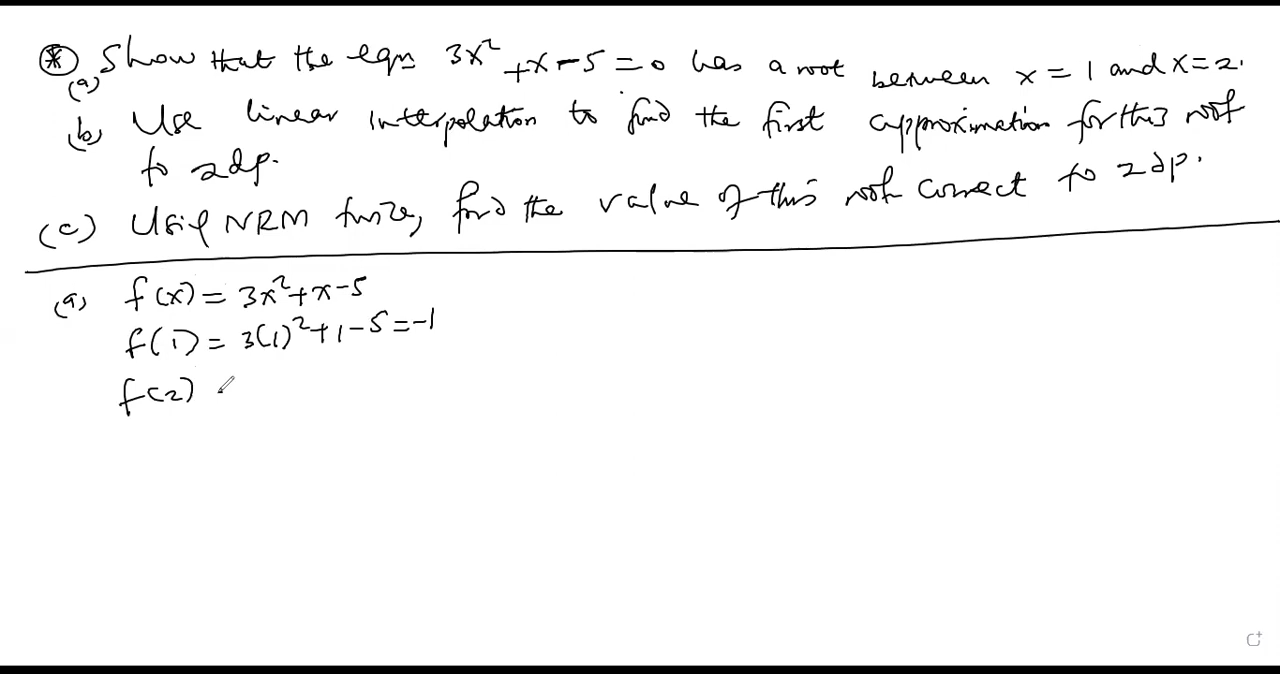 * Show that the eqn 3x² + x - 5 = 0 has a root between x = 1 and x = 2.
(a)
(b) Use linear interpolation to find the first approximation for this root
to 2dp.
(c) Using NRM twice, find the value of this root correct to 2dp.
(a) f(x) = 3x² + x - 5
f(1) = 3(1)² + 1 - 5 = -1
f(2)